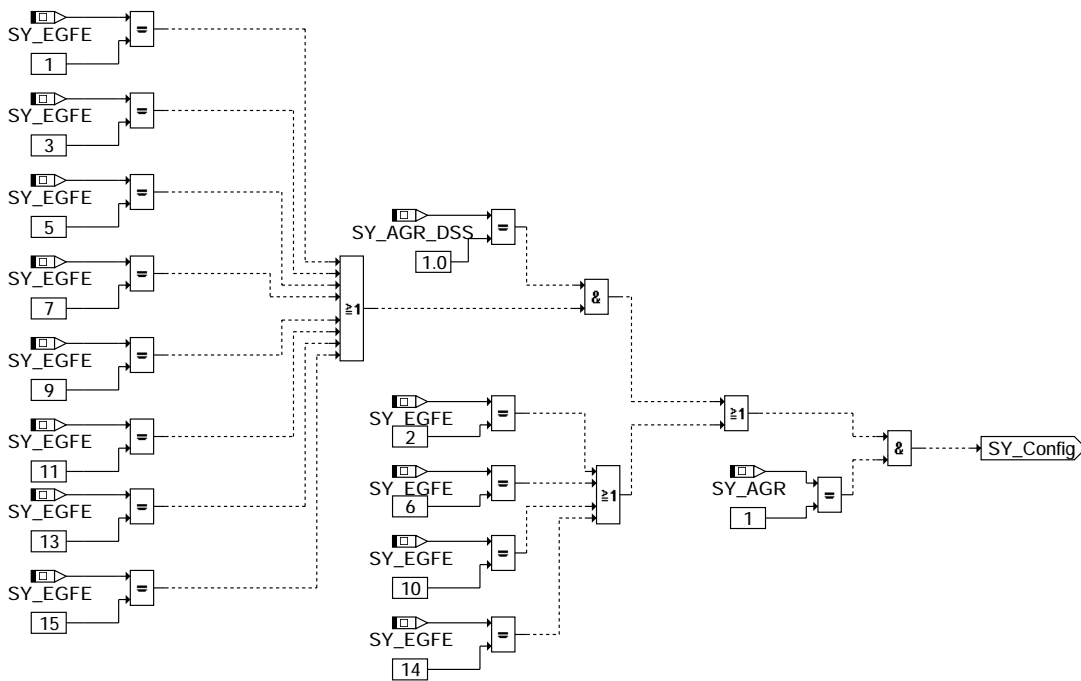 SY_EGFE
=
1
SY_EGFE
=
3
SY_EGFE
=
5
SY_EGFE
=
7
SY_EGFE
=
9
SY_EGFE
=
11
SY_EGFE
=
13
SY_EGFE
=
15
≥1
SY_AGR_DSS
=
1.0
&
SY_EGFE
=
2
SY_EGFE
=
6
SY_EGFE
=
10
SY_EGFE
=
14
≥1
≥1
SY_AGR
=
1
&
SY_Config